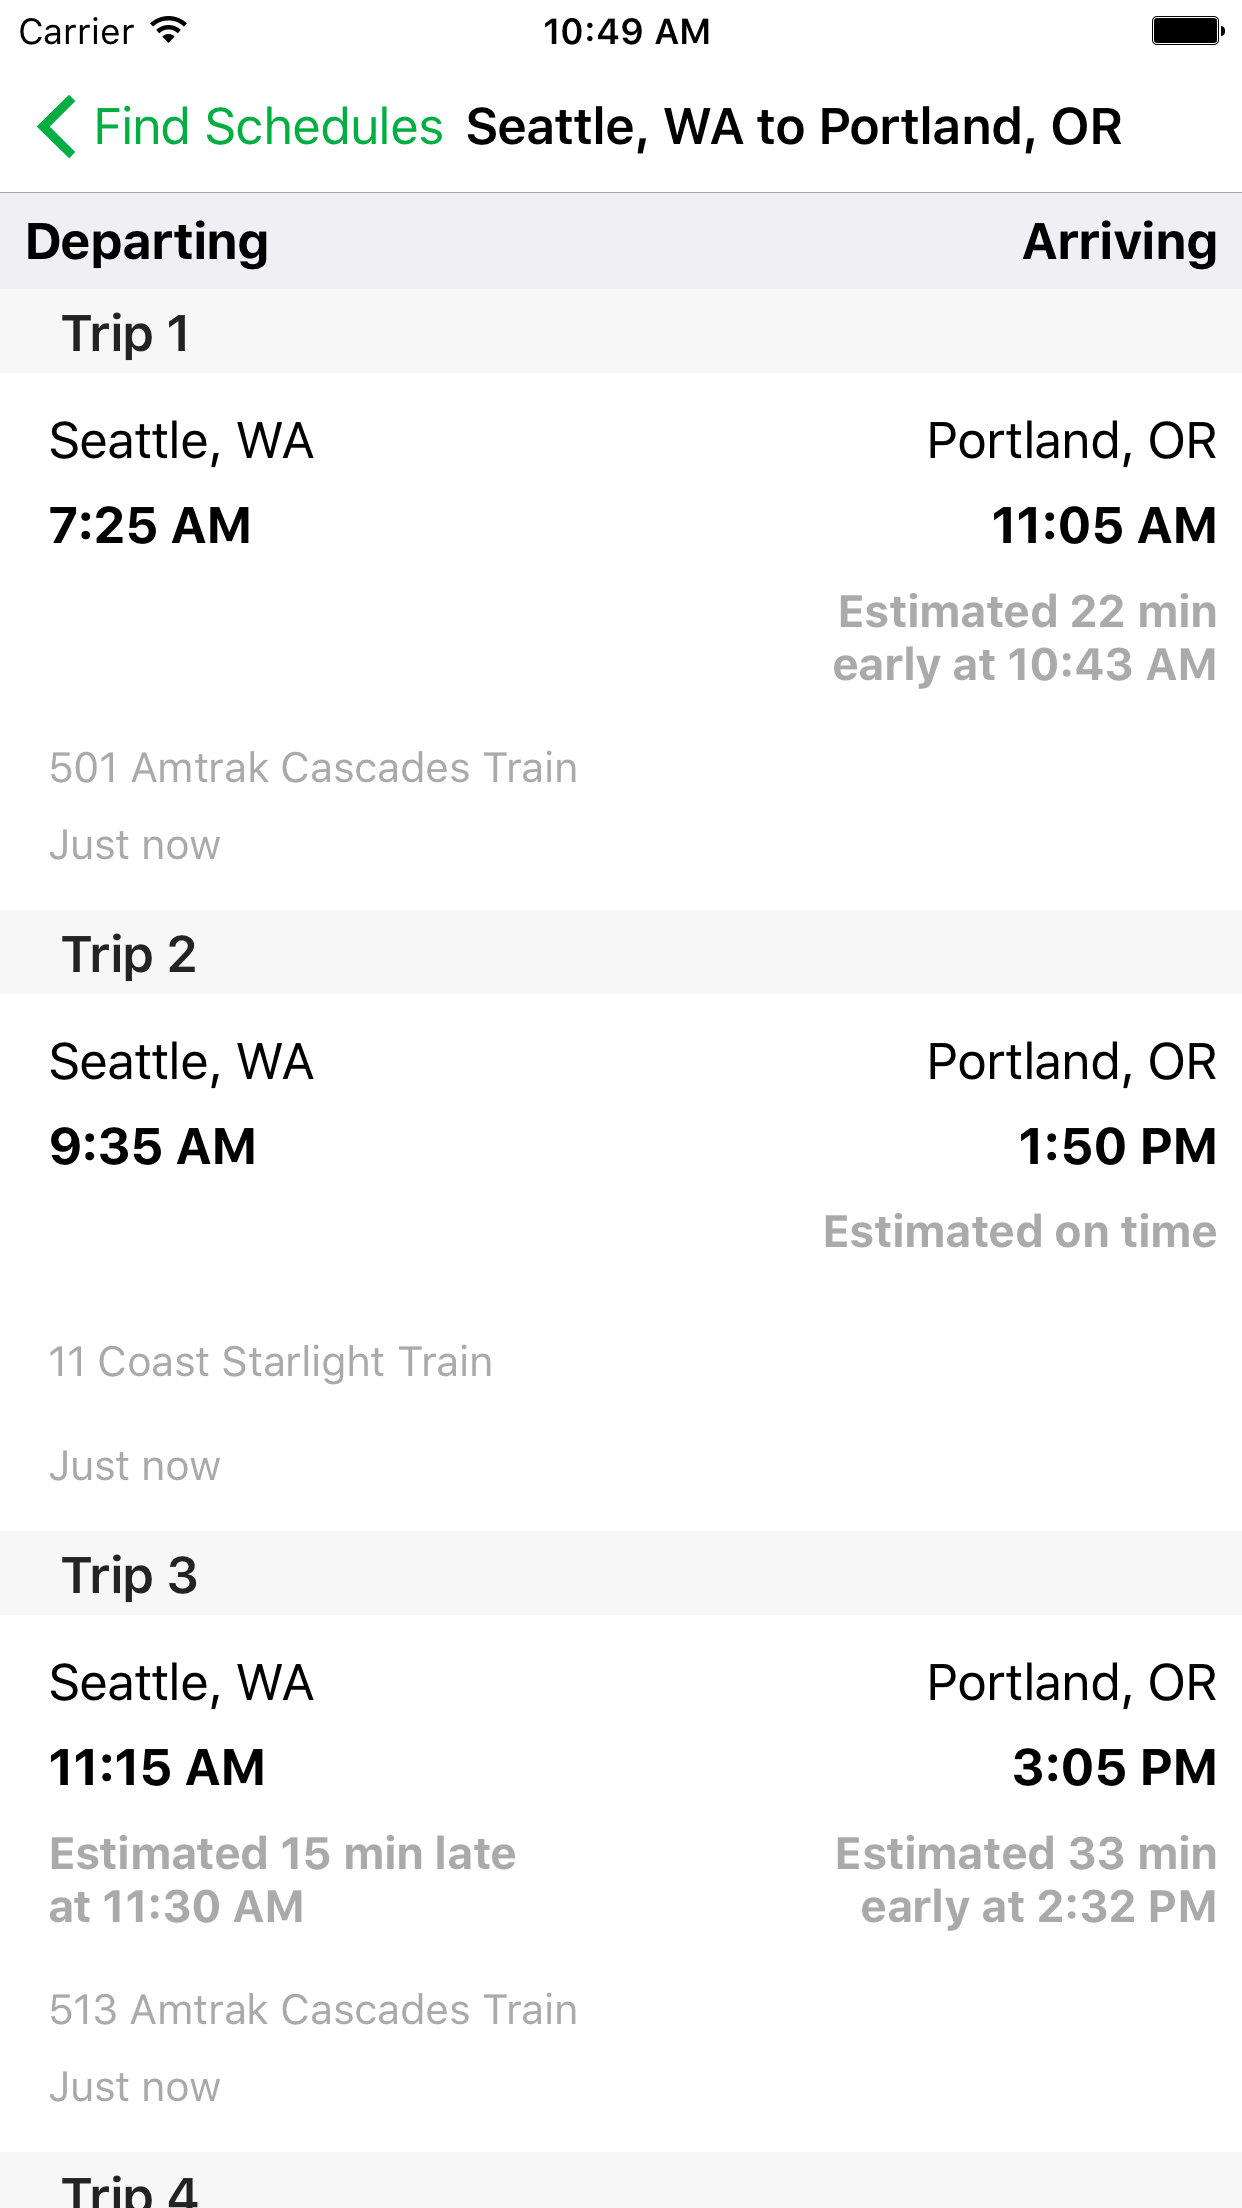 Carrier 10:49 AM
Find Schedules Seattle, WA to Portland, OR
Departing Arriving
Trip 1
Seattle, WA Portland, OR
7:25 AM 11:05 AM
Estimated 22 min
early at 10:43 AM
501 Amtrak Cascades Train
Just now
Trip 2
Seattle, WA Portland, OR
9:35 AM 1:50 PM
Estimated on time
11 Coast Starlight Train
Just now
Trip 3
Seattle, WA Portland, OR
11:15 AM 3:05 PM
Estimated 15 min late Estimated 33 min
at 11:30 AM early at 2:32 PM
513 Amtrak Cascades Train
Just now
Trip 4